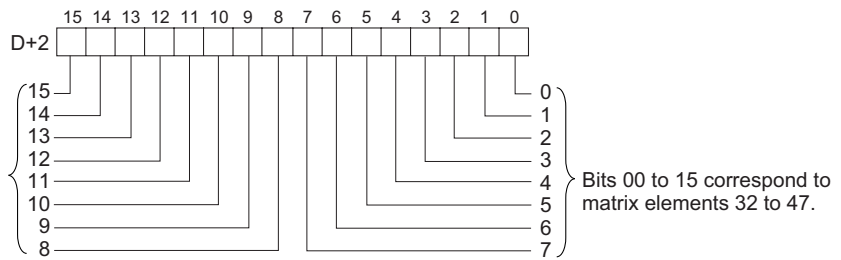 15 14 13 12 11 10 9 8 7 6 5 4 3 2 1 0
D+2
15 0
14 1
13 2
12 3
11 4
10 5
9 6
8 7
Bits 00 to 15 correspond to
matrix elements 32 to 47.